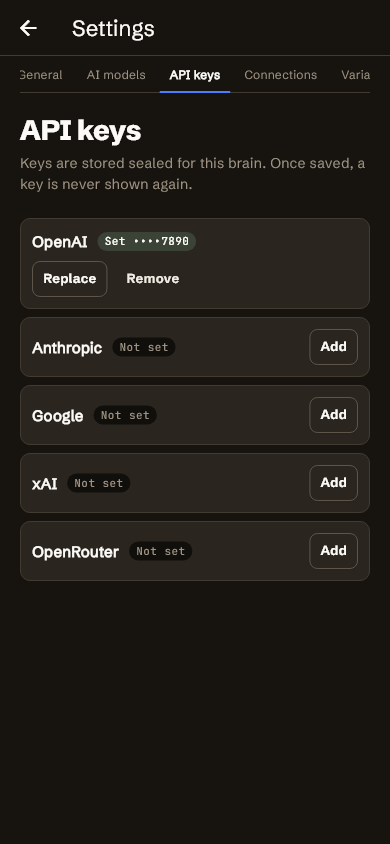 Settings
General AI models API keys Connections Varia
API keys
Keys are stored sealed for this brain. Once saved, a
key is never shown again.
OpenAI Set ••••7890
Replace Remove
Anthropic Not set Add
Google Not set Add
xAI Not set Add
OpenRouter Not set Add